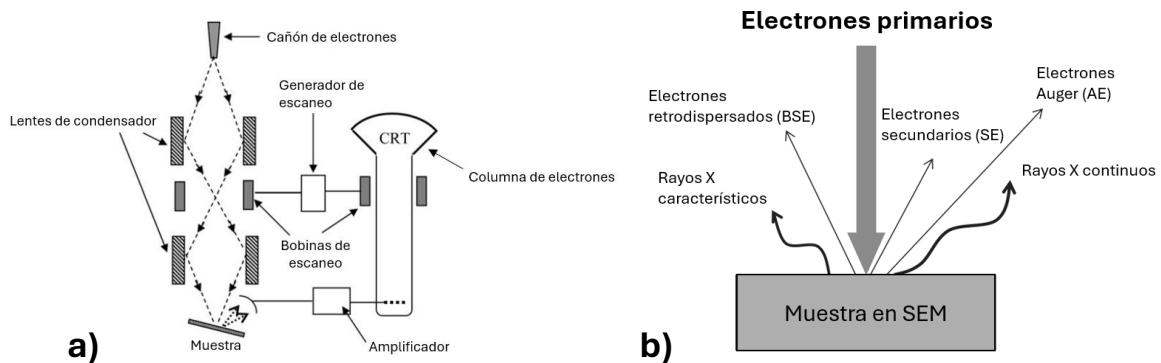 Cañón de electrones
Generador de
escaneo
Lentes de condensador
CRT
Columna de electrones
Bobinas de
escaneo
Muestra
Amplificador
a)
Electrones primarios
Electrones
Auger (AE)
Electrones
retrodispersados (BSE)
Electrones
secundarios (SE)
Rayos X
característicos
Rayos X continuos
Muestra en SEM
b)